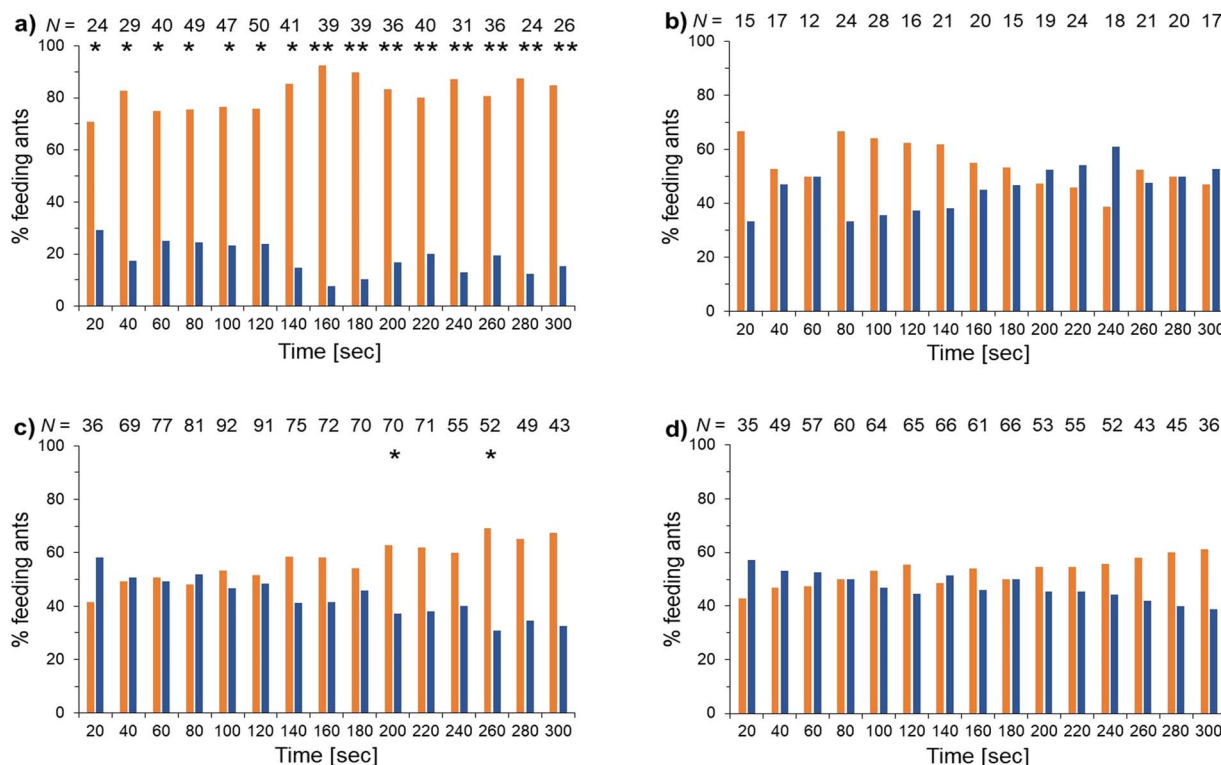 a) N = 24 29 40 49 47 50 41 39 39 36 40 31 36 24 26
* * * * * * * ** ** ** ** ** ** ** **
100
80
60
40
20
0
% feeding ants
20 40 60 80 100 120 140 160 180 200 220 240 260 280 300
Time [sec]
b) N = 15 17 12 24 28 16 21 20 15 19 24 18 21 20 17
100
80
60
40
20
0
% feeding ants
20 40 60 80 100 120 140 160 180 200 220 240 260 280 300
Time [sec]
c) N = 36 69 77 81 92 91 75 72 70 70 71 55 52 49 43
* *
100
80
60
40
20
0
% feeding ants
20 40 60 80 100 120 140 160 180 200 220 240 260 280 300
Time [sec]
d) N = 35 49 57 60 64 65 66 61 66 53 55 52 43 45 36
100
80
60
40
20
0
% feeding ants
20 40 60 80 100 120 140 160 180 200 220 240 260 280 300
Time [sec]